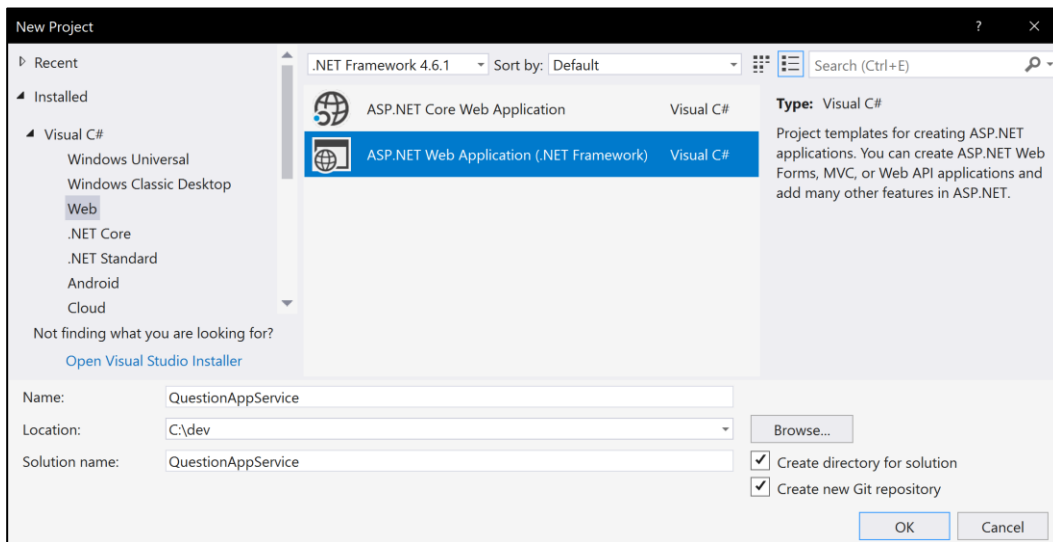 New Project
?
Recent
Installed
Visual C#
Windows Universal
Windows Classic Desktop
Web
.NET Core
.NET Standard
Android
Cloud
Not finding what you are looking for?
Open Visual Studio Installer
.NET Framework 4.6.1 Sort by: Default
Search (Ctrl+E)
ASP.NET Core Web Application Visual C#
ASP.NET Web Application (.NET Framework) Visual C#
Type: Visual C#
Project templates for creating ASP.NET
applications. You can create ASP.NET Web
Forms, MVC, or Web API applications and
add many other features in ASP.NET.
Name: QuestionAppService
Location: C:\dev
Browse...
Solution name: QuestionAppService
Create directory for solution
Create new Git repository
OK Cancel